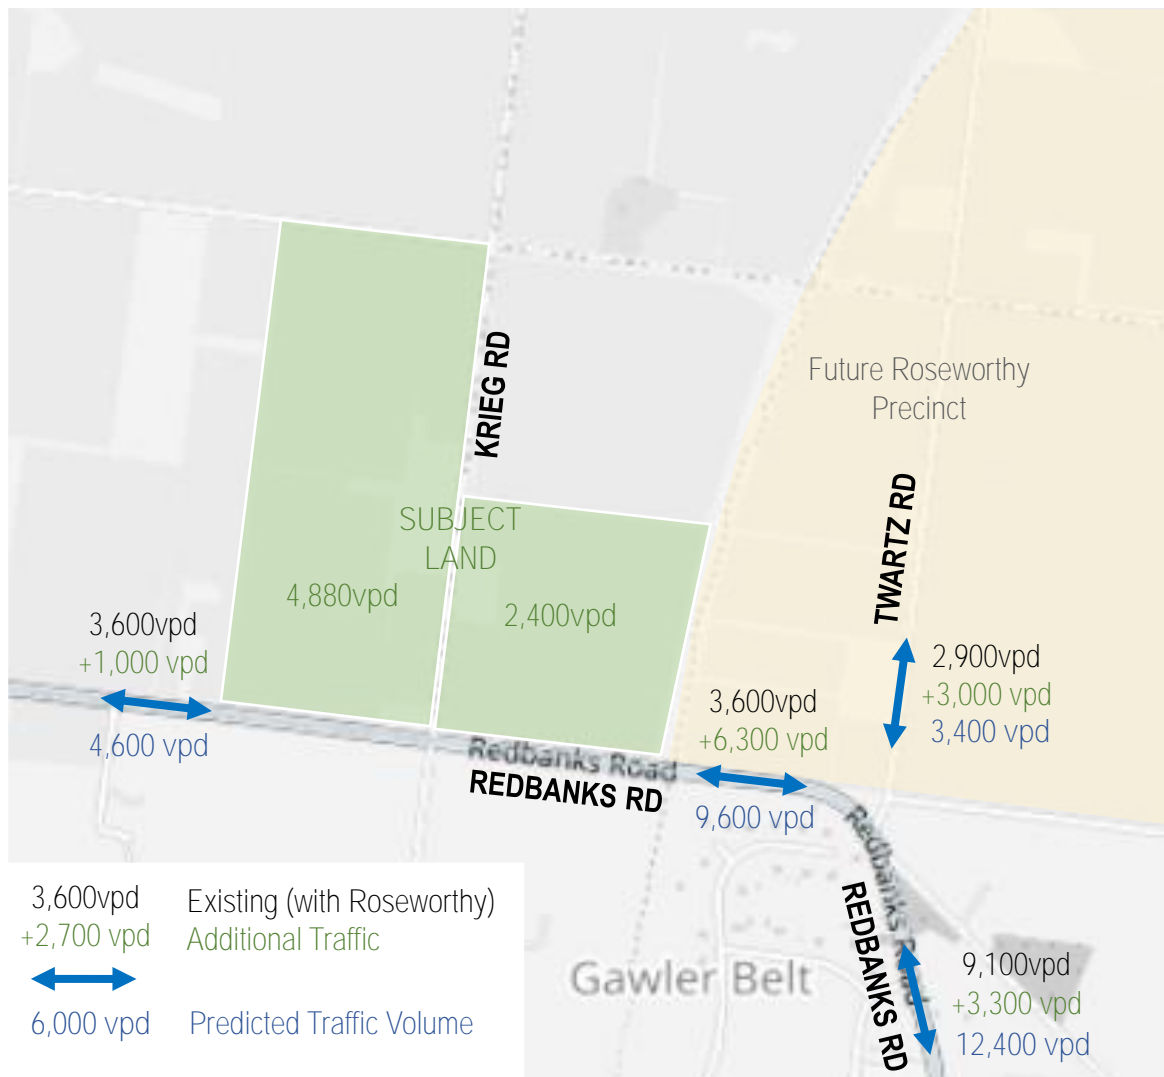 Future Roseworthy
Precinct
KRIEG RD
TWARTZ RD
SUBJECT
LAND
4,880vpd
2,400vpd
3,600vpd
+1,000 vpd
4,600 vpd
2,900vpd
+3,000 vpd
3,400 vpd
3,600vpd
+6,300 vpd
9,600 vpd
Redbanks Road
REDBANKS RD
Redbanks Road
REDBANKS RD
Gawler Belt
9,100vpd
+3,300 vpd
12,400 vpd
3,600vpd Existing (with Roseworthy)
+2,700 vpd Additional Traffic
6,000 vpd Predicted Traffic Volume